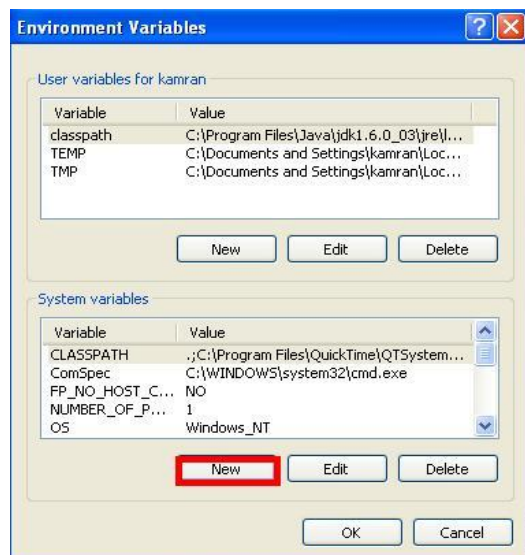 Environment Variables
User variables for kamran
Variable Value
classpath C:\Program Files\Java\jdk1.6.0_03\jre\l...
TEMP C:\Documents and Settings\kamran\Loc...
TMP C:\Documents and Settings\kamran\Loc...
New Edit Delete
System variables
Variable Value
CLASSPATH .;C:\Program Files\QuickTime\QTSystem...
ComSpec C:\WINDOWS\system32\cmd.exe
FP_NO_HOST_C... NO
NUMBER_OF_P... 1
OS Windows_NT
New Edit Delete
OK Cancel